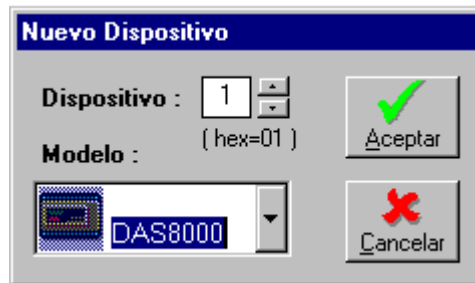 Nuevo Dispositivo
Dispositivo : 1
( hex=01 )
Modelo :
DAS8000
Aceptar
Cancelar